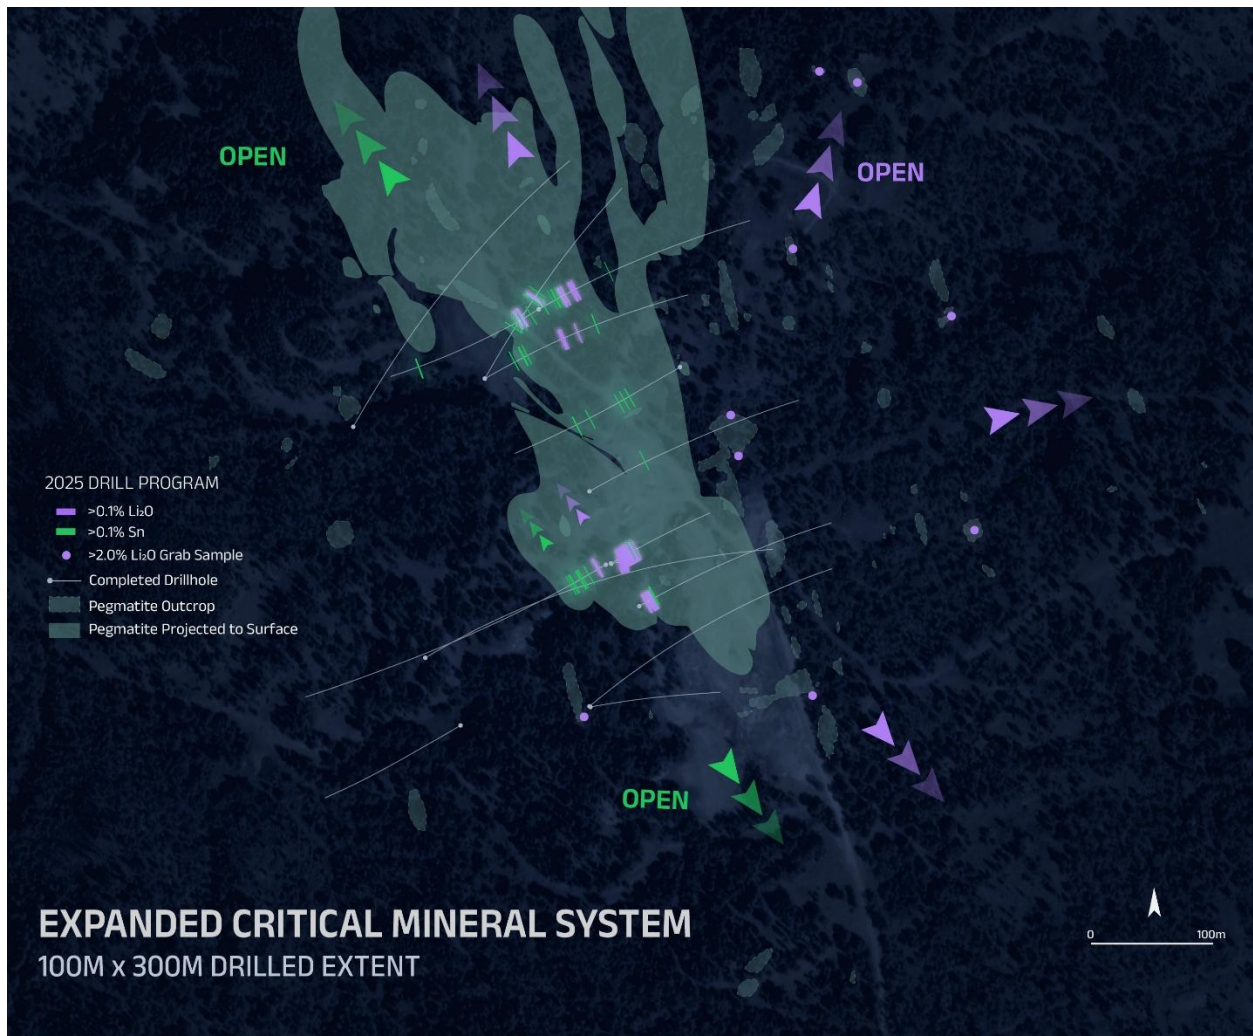 OPEN
OPEN
2025 DRILL PROGRAM
>0.1% Li₂O
>0.1% Sn
>2.0% Li₂O Grab Sample
Completed Drillhole
Pegmatite Outcrop
Pegmatite Projected to Surface
OPEN
EXPANDED CRITICAL MINERAL SYSTEM
100M x 300M DRILLED EXTENT
0 100m